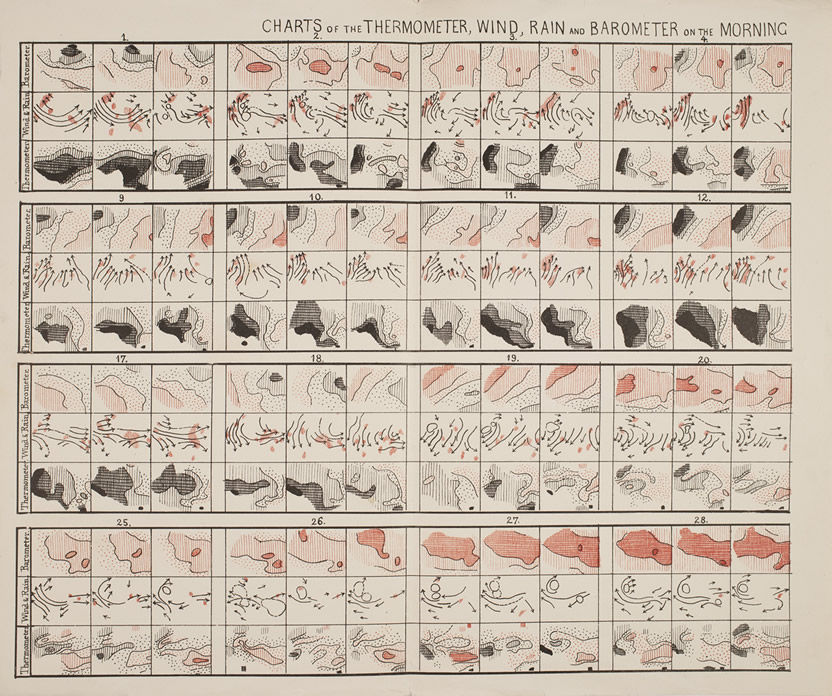 CHARTS OF THE THERMOMETER, WIND, RAIN AND BAROMETER ON THE MORNING
1. 2. 3. 4.
Barometer.
Wind & Rain.
Thermometer.
9 10. 11. 12.
Barometer.
Wind & Rain.
Thermometer.
17. 18. 19. 20.
Barometer.
Wind & Rain.
Thermometer.
25. 26. 27. 28.
Barometer.
Wind & Rain.
Thermometer.